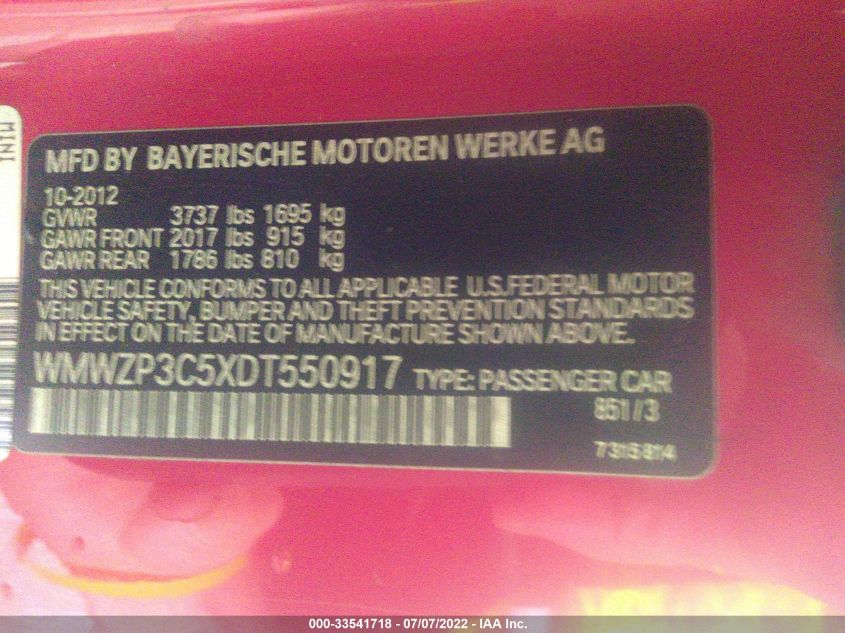 MINI
MFD BY BAYERISCHE MOTOREN WERKE AG
10-2012
GVWR 3737 lbs 1695 kg
GAWR FRONT 2017 lbs 915 kg
GAWR REAR 1786 lbs 810 kg
THIS VEHICLE CONFORMS TO ALL APPLICABLE U.S.FEDERAL MOTOR
VEHICLE SAFETY, BUMPER AND THEFT PREVENTION STANDARDS
IN EFFECT ON THE DATE OF MANUFACTURE SHOWN ABOVE.
WMWZP3C5XDT550917 TYPE: PASSENGER CAR
851/3
7315814
000-33541718 - 07/07/2022 - IAA Inc.